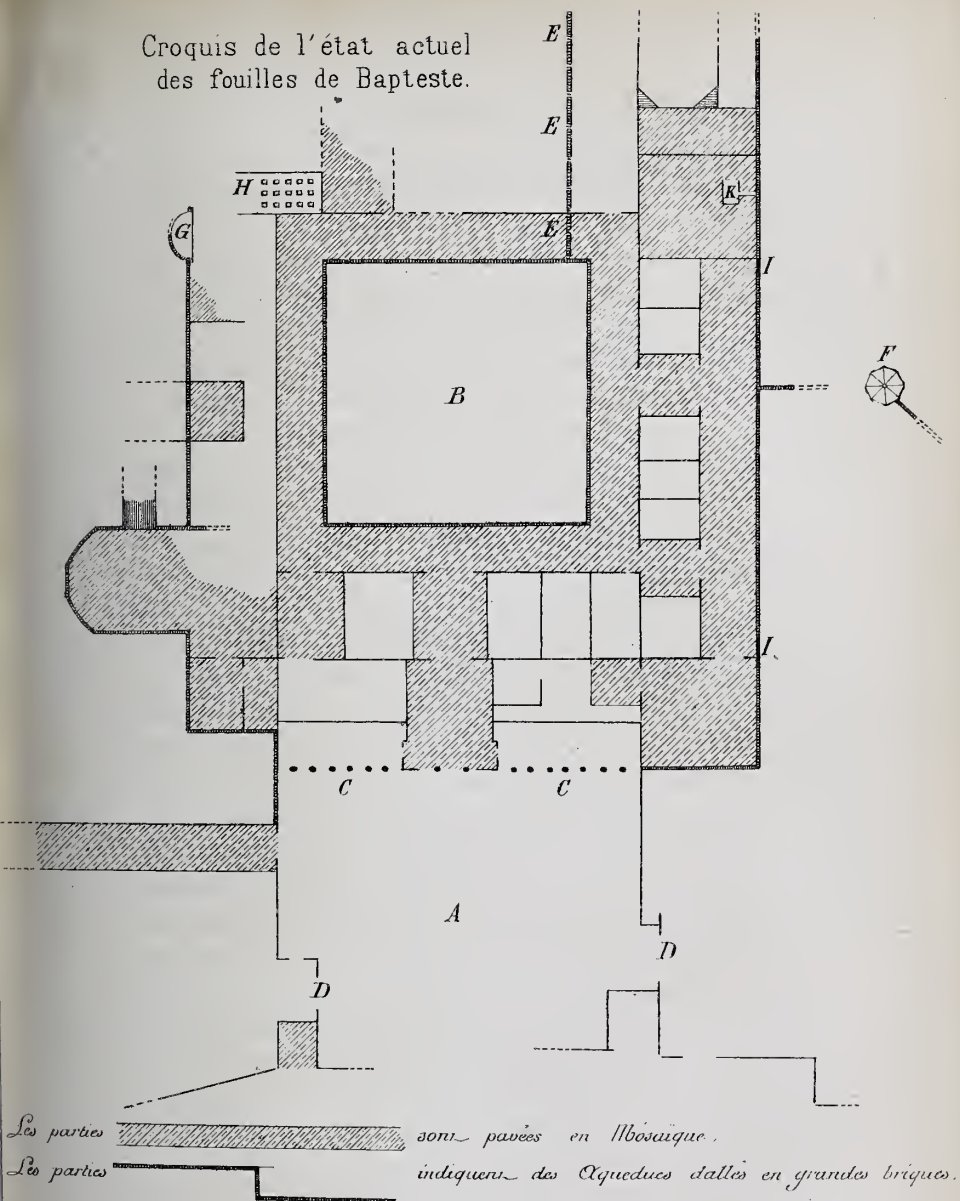 Croquis de l'état actuel
des fouilles de Bapteste.
E
E
H
K
G
E
I
F
B
I
C C
A
D
D
Les parties sont pavées en Mosaïque.
Les parties indiquent des Aqueducs dallés en grandes briques.